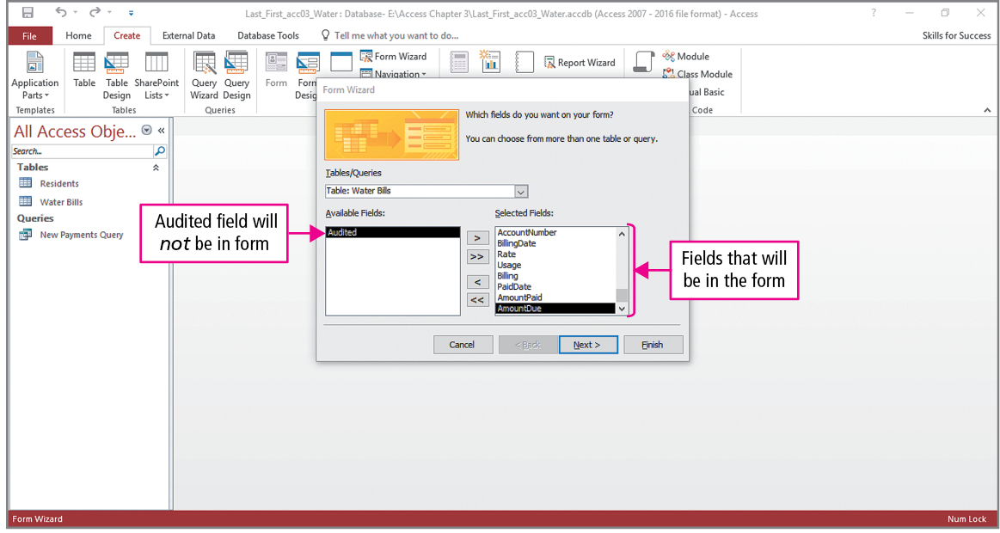 Last_First_acc03_Water : Database- E:\Access Chapter 3\Last_First_acc03_Water.accdb (Access 2007 - 2016 file format) - Access
File Home Create External Data Database Tools Tell me what you want to do... Skills for Success
Application Parts
Templates
Table
Table Design
SharePoint Lists
Tables
Query Wizard
Query Design
Queries
Form
Form
Desig
Form Wizard
Navigation
Report Wizard
Module
Class Module
ual Basic
Code
All Access Obje...
Search...
Tables
Residents
Water Bills
Queries
New Payments Query
Form Wizard
Which fields do you want on your form?
You can choose from more than one table or query.
Tables/Queries
Table: Water Bills
Available Fields:
Audited
>
>>
<
<<
Selected Fields:
AccountNumber
BillingDate
Rate
Usage
Billing
PaidDate
AmountPaid
AmountDue
Cancel
< Back
Next >
Finish
Audited field will
not be in form
Fields that will
be in the form
Form Wizard
Num Lock